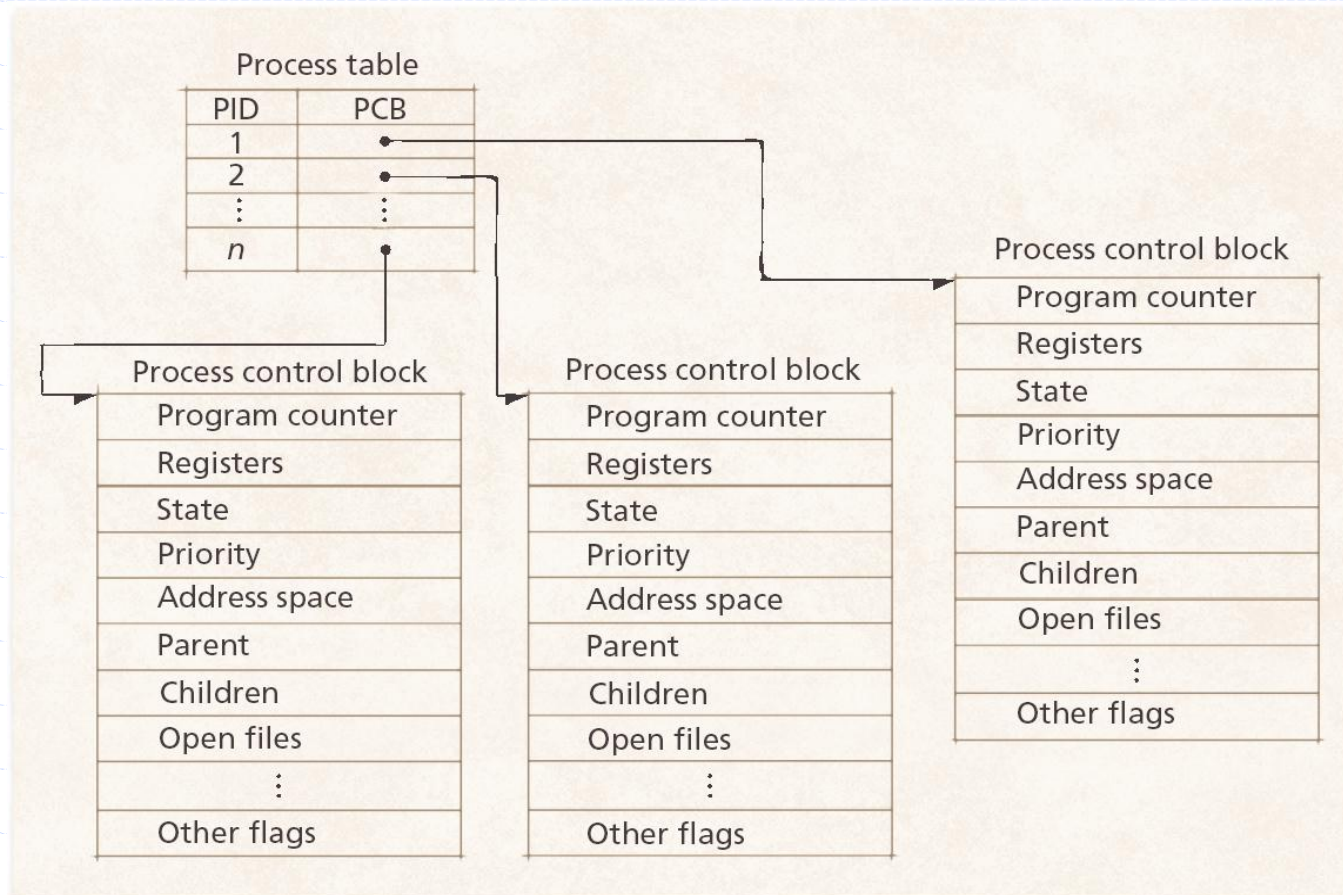 Process table
PID PCB
1
2
⋮ ⋮
n
Process control block
Program counter
Registers
State
Priority
Address space
Parent
Children
Open files
⋮
Other flags
Process control block
Program counter
Registers
State
Priority
Address space
Parent
Children
Open files
⋮
Other flags
Process control block
Program counter
Registers
State
Priority
Address space
Parent
Children
Open files
⋮
Other flags